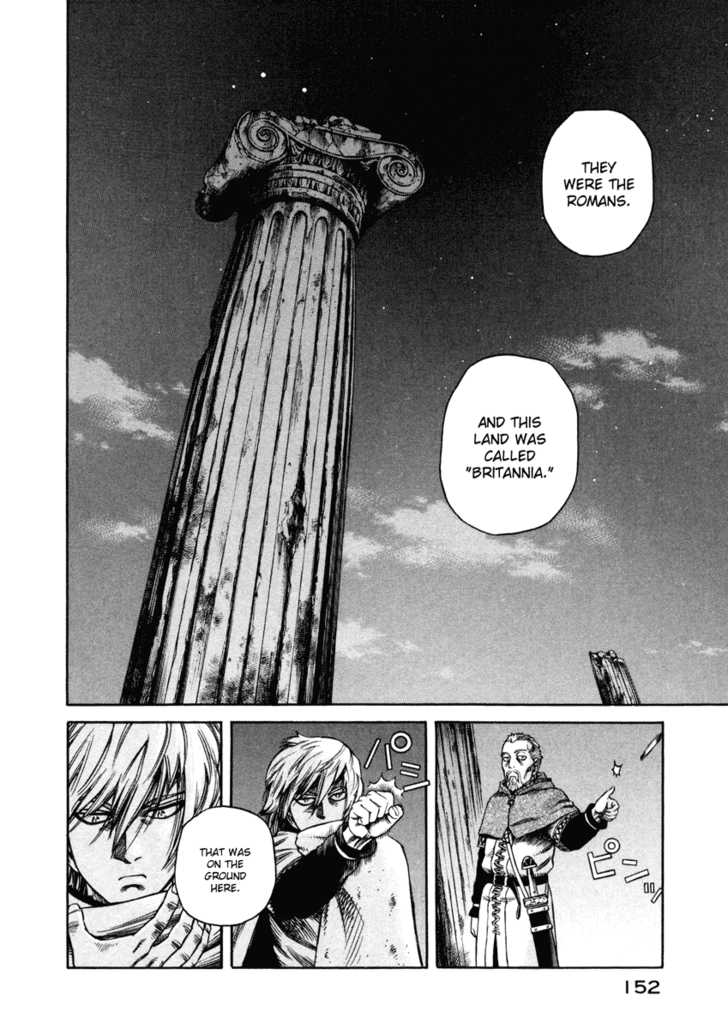 THEY
WERE THE
ROMANS.
AND THIS
LAND WAS
CALLED
"BRITANNIA."
ピンッ
パシ
THAT WAS
ON THE
GROUND
HERE.
152